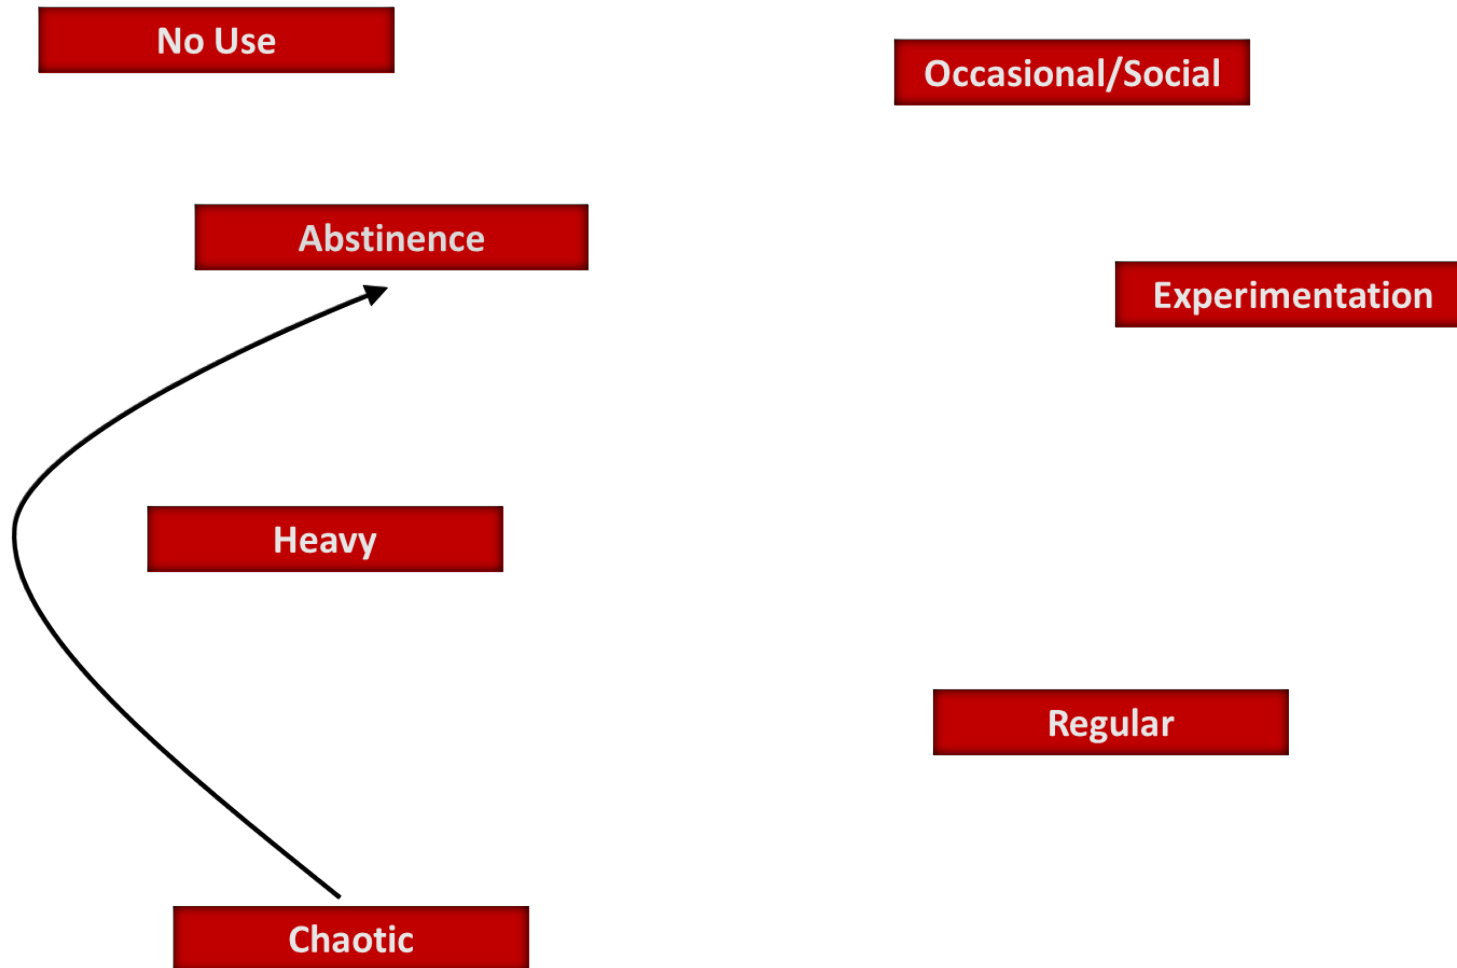 No Use
Occasional/Social
Abstinence
Experimentation
Heavy
Regular
Chaotic